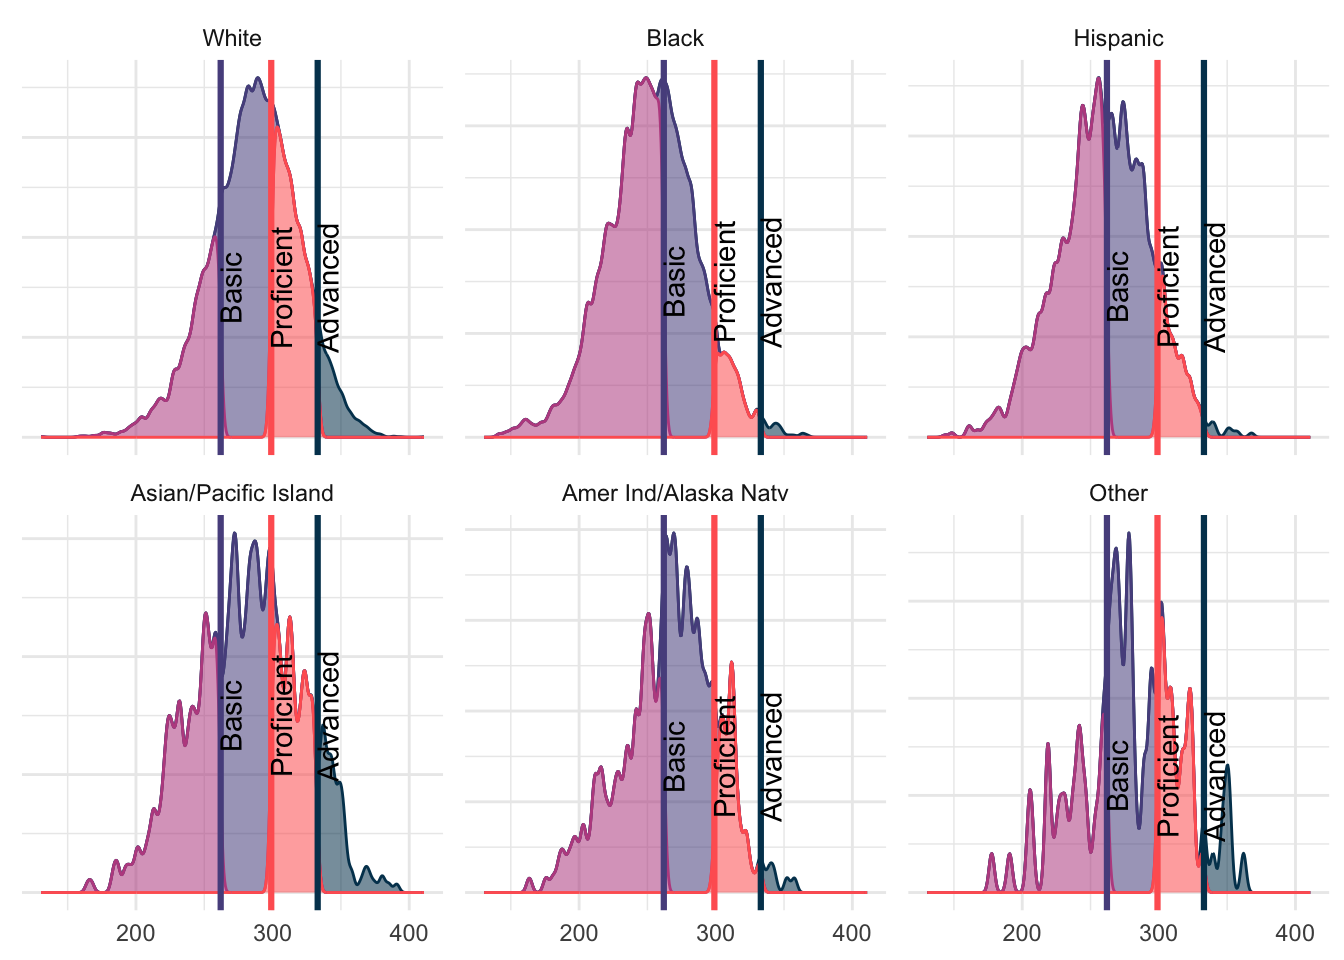 White
Black
Hispanic
Basic
Proficient
Advanced
Basic
Proficient
Advanced
Basic
Proficient
Advanced
Asian/Pacific Island
Amer Ind/Alaska Natv
Other
Basic
Proficient
Advanced
Basic
Proficient
Advanced
Basic
Proficient
Advanced
200 300 400
200 300 400
200 300 400